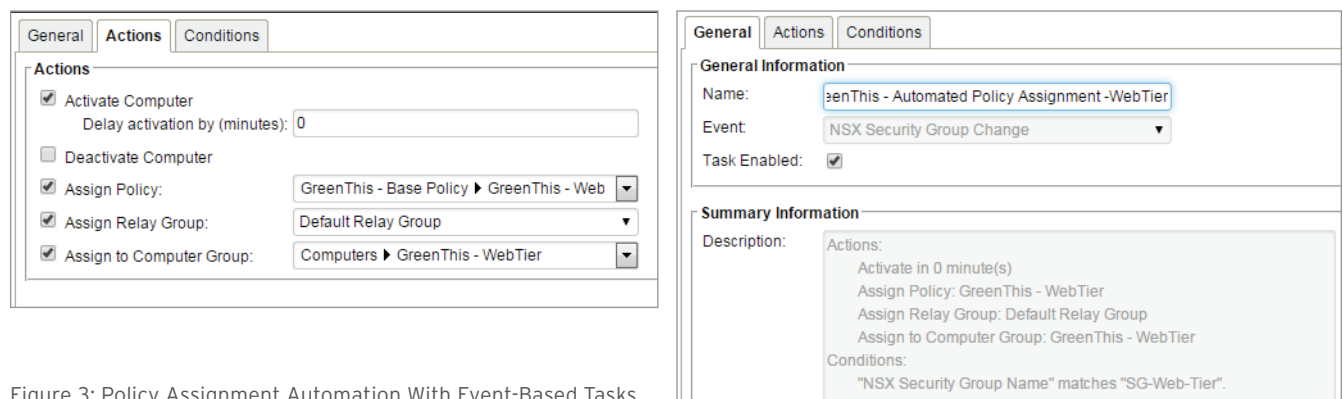 General Actions Conditions
Actions
Activate Computer
Delay activation by (minutes): 0
Deactivate Computer
Assign Policy: GreenThis - Base Policy ▶ GreenThis - Web
Assign Relay Group: Default Relay Group
Assign to Computer Group: Computers ▶ GreenThis - WebTier
Figure 3: Policy Assignment Automation With Event-Based Tasks
General Actions Conditions
General Information
Name: eenThis - Automated Policy Assignment -WebTier
Event: NSX Security Group Change
Task Enabled:
Summary Information
Description: Actions:
Activate in 0 minute(s)
Assign Policy: GreenThis - WebTier
Assign Relay Group: Default Relay Group
Assign to Computer Group: GreenThis - WebTier
Conditions:
"NSX Security Group Name" matches "SG-Web-Tier".